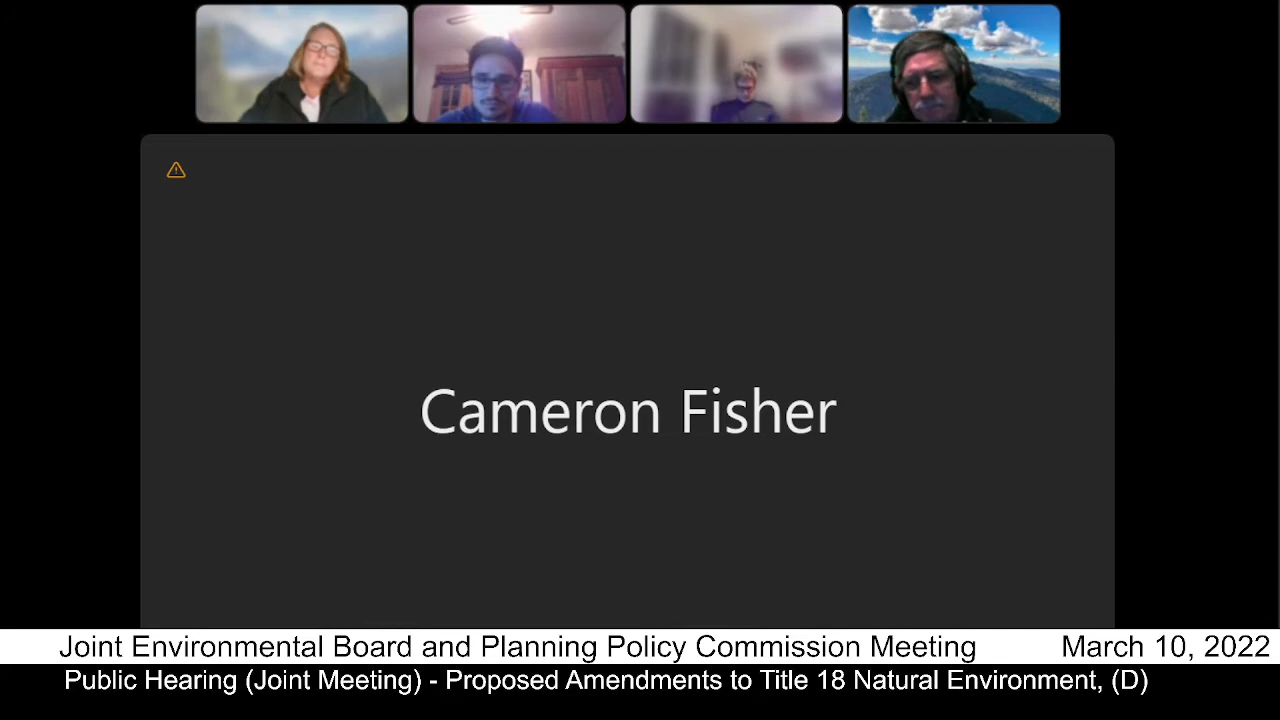 Cameron Fisher
Joint Environmental Board and Planning Policy Commission Meeting March 10, 2022
Public Hearing (Joint Meeting) - Proposed Amendments to Title 18 Natural Environment, (D)